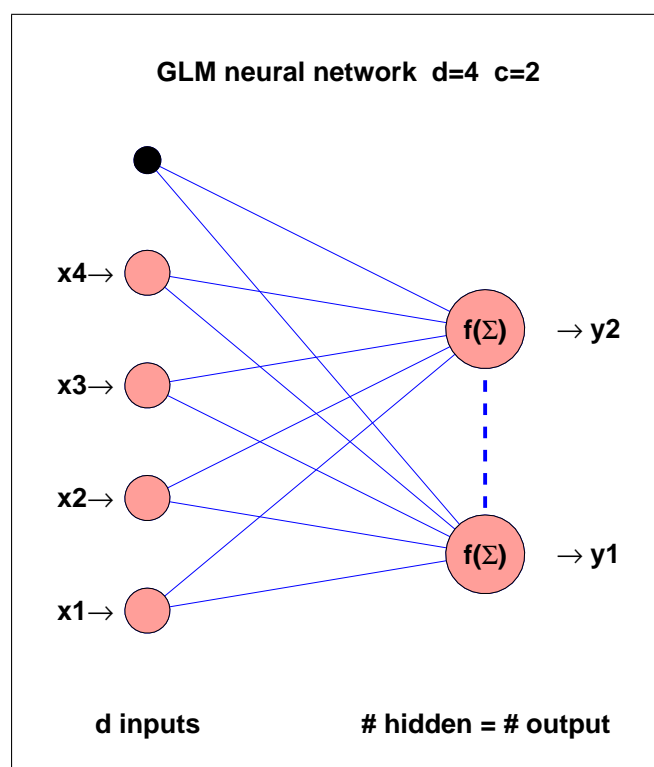 GLM neural network d=4 c=2
x4→
f(Σ) → y2
x3→
x2→
f(Σ) → y1
x1→
d inputs # hidden = # output